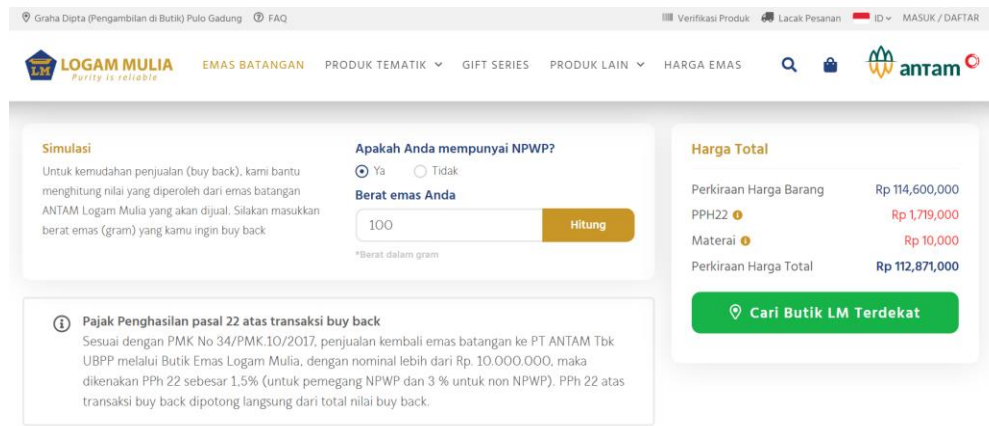 Graha Dipta (Pengambilan di Butik) Pulo Gadung FAQ Verifikasi Produk Lacak Pesanan ID MASUK / DAFTAR
LM LOGAM MULIA
Purity is reliable
EMAS BATANGAN PRODUK TEMATIK GIFT SERIES PRODUK LAIN HARGA EMAS
antam
Simulasi
Untuk kemudahan penjualan (buy back), kami bantu
menghitung nilai yang diperoleh dari emas batangan
ANTAM Logam Mulia yang akan dijual. Silakan masukkan
berat emas (gram) yang kamu ingin buy back
Apakah Anda mempunyai NPWP?
Ya Tidak
Berat emas Anda
100 Hitung
*Berat dalam gram
Harga Total
Perkiraan Harga Barang Rp 114,600,000
PPH22 Rp 1,719,000
Materai Rp 10,000
Perkiraan Harga Total Rp 112,871,000
Cari Butik LM Terdekat
Pajak Penghasilan pasal 22 atas transaksi buy back
Sesuai dengan PMK No 34/PMK.10/2017, penjualan kembali emas batangan ke PT ANTAM Tbk
UBPP melalui Butik Emas Logam Mulia, dengan nominal lebih dari Rp. 10.000.000, maka
dikenakan PPh 22 sebesar 1,5% (untuk pemegang NPWP dan 3 % untuk non NPWP). PPh 22 atas
transaksi buy back dipotong langsung dari total nilai buy back.